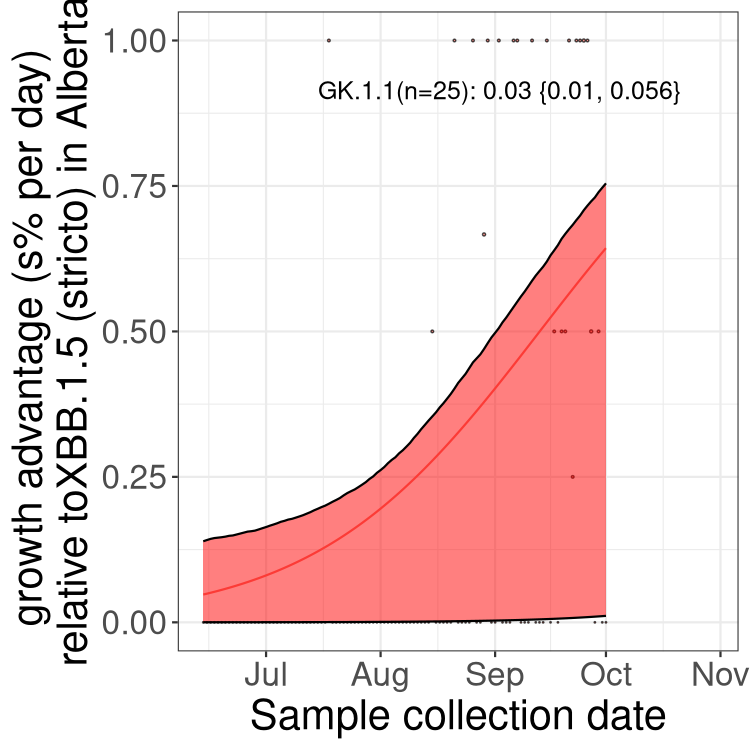 growth advantage (s% per day)
relative toXBB.1.5 (stricto) in Alberta
1.00
GK.1.1(n=25): 0.03 {0.01, 0.056}
0.75
0.50
0.25
0.00
Jul Aug Sep Oct Nov
Sample collection date